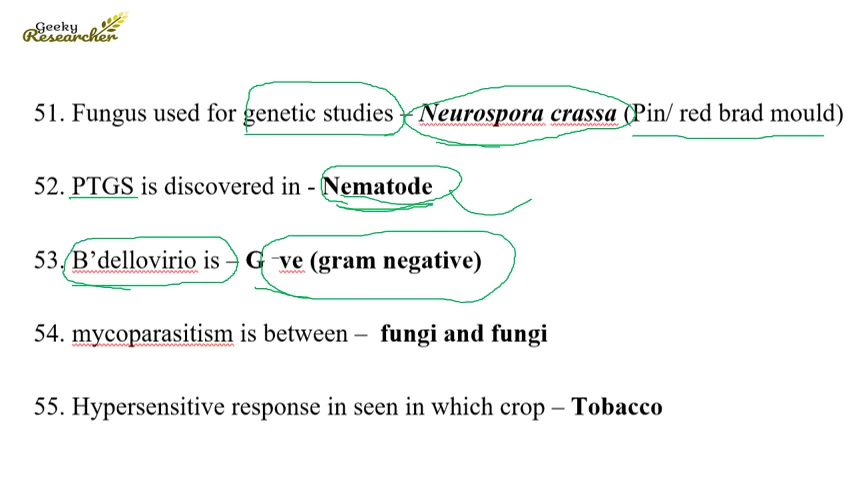 Geeky
Researcher
51. Fungus used for genetic studies – Neurospora crassa (Pin/ red brad mould)
52. PTGS is discovered in - Nematode
53. B’dellovirio is – G –ve (gram negative)
54. mycoparasitism is between – fungi and fungi
55. Hypersensitive response in seen in which crop – Tobacco